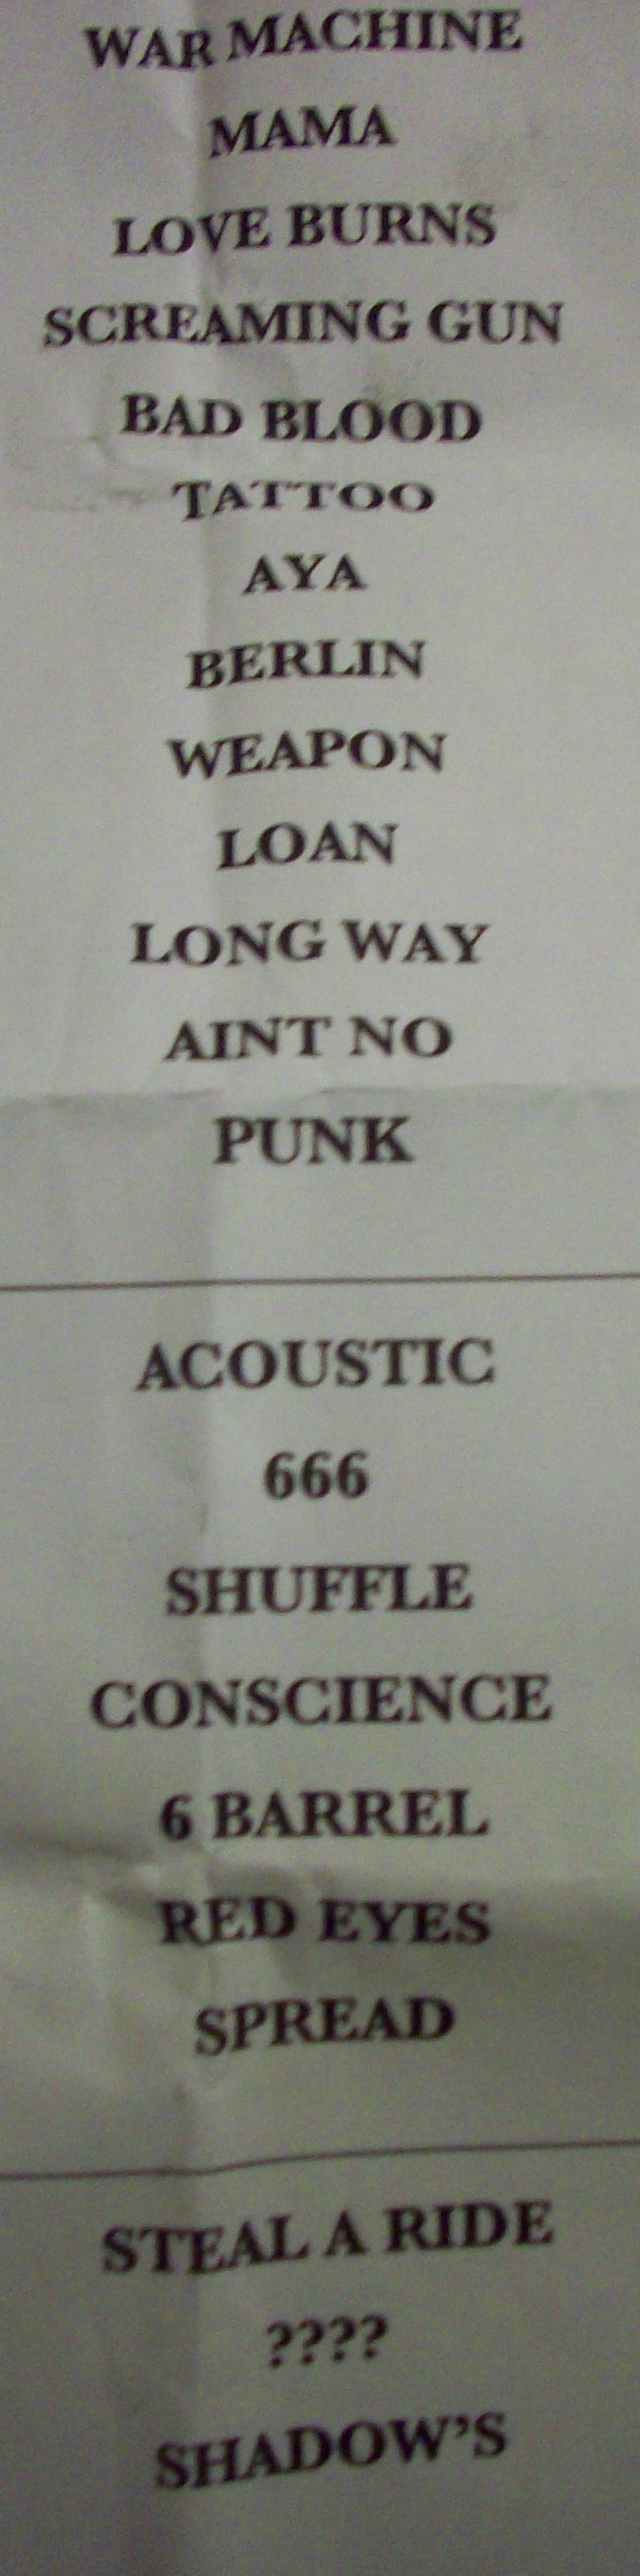 WAR MACHINE
MAMA
LOVE BURNS
SCREAMING GUN
BAD BLOOD
TATTOO
AYA
BERLIN
WEAPON
LOAN
LONG WAY
AINT NO
PUNK
ACOUSTIC
666
SHUFFLE
CONSCIENCE
6 BARREL
RED EYES
SPREAD
STEAL A RIDE
????
SHADOW'S